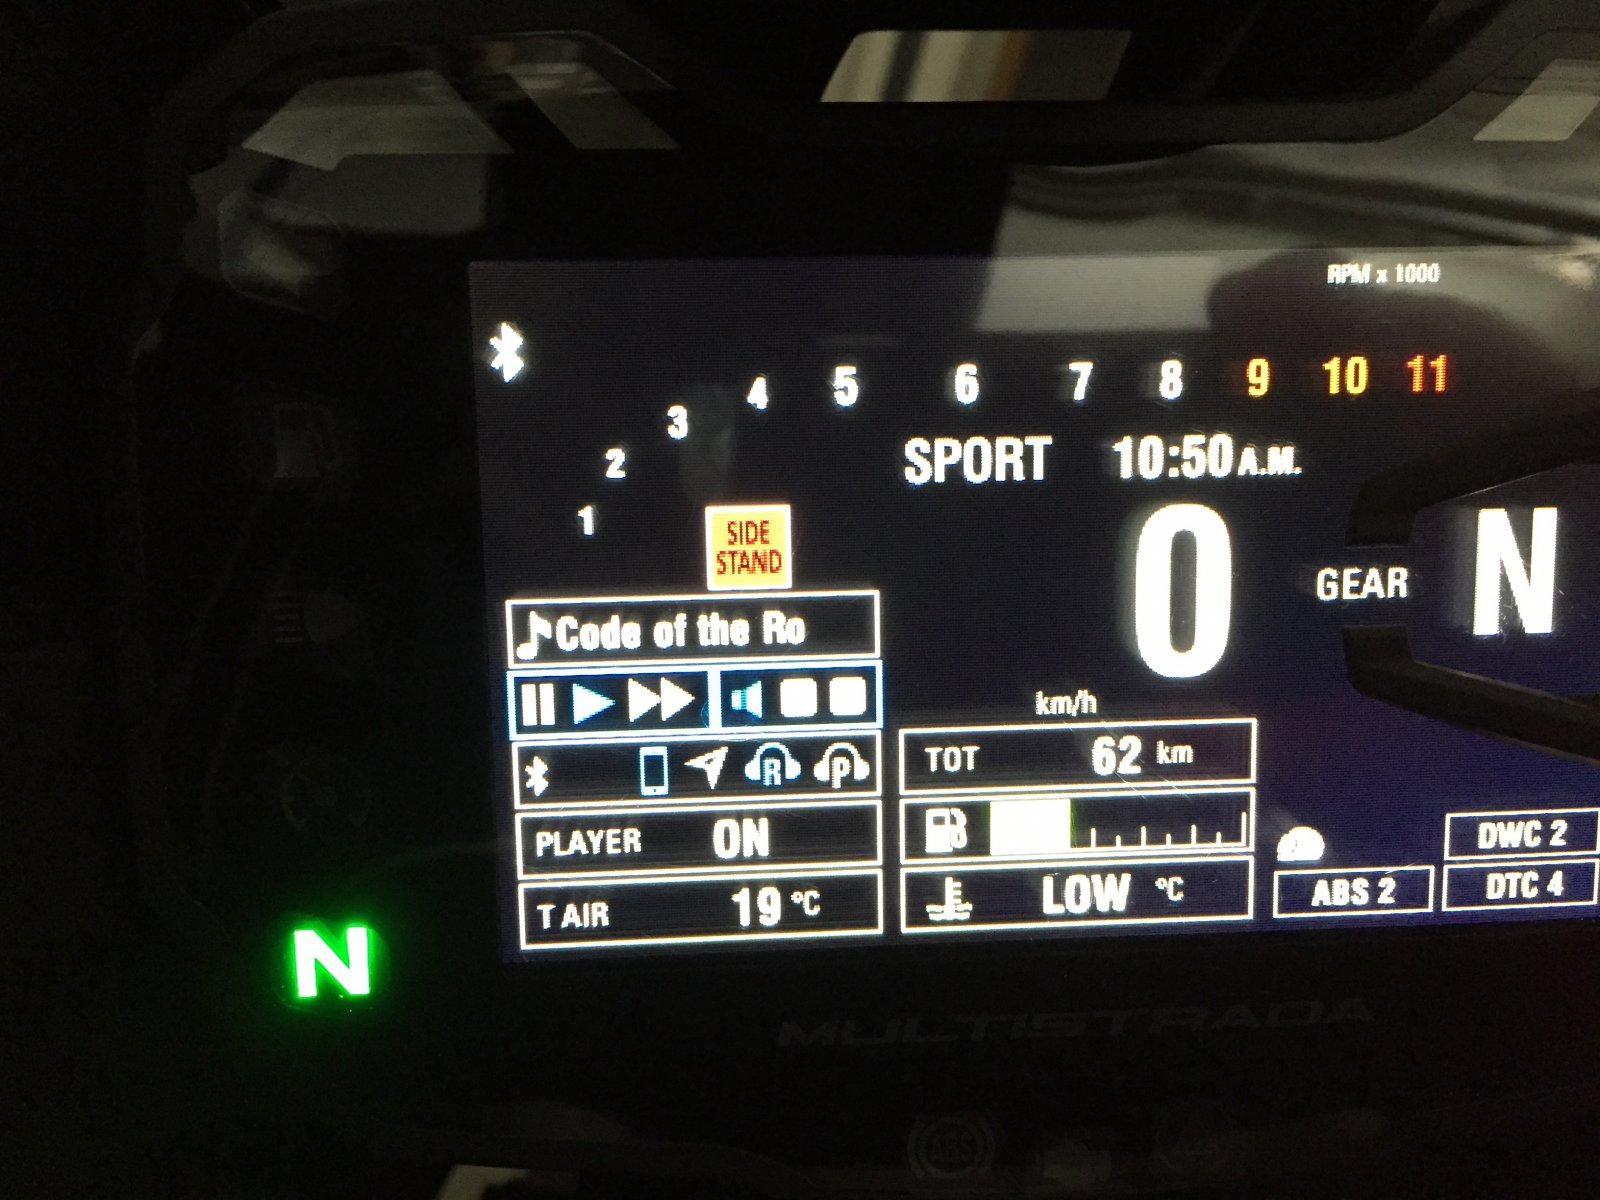 RPM x 1000
1 2 3 4 5 6 7 8 9 10 11
SPORT 10:50 A.M.
SIDE
STAND
0
km/h
GEAR N
Code of the Ro
R P
PLAYER ON
T AIR 19 °C
TOT 62 km
LOW °C
ABS 2
DWC 2
DTC 4
N
MULTISTRADA
ABS